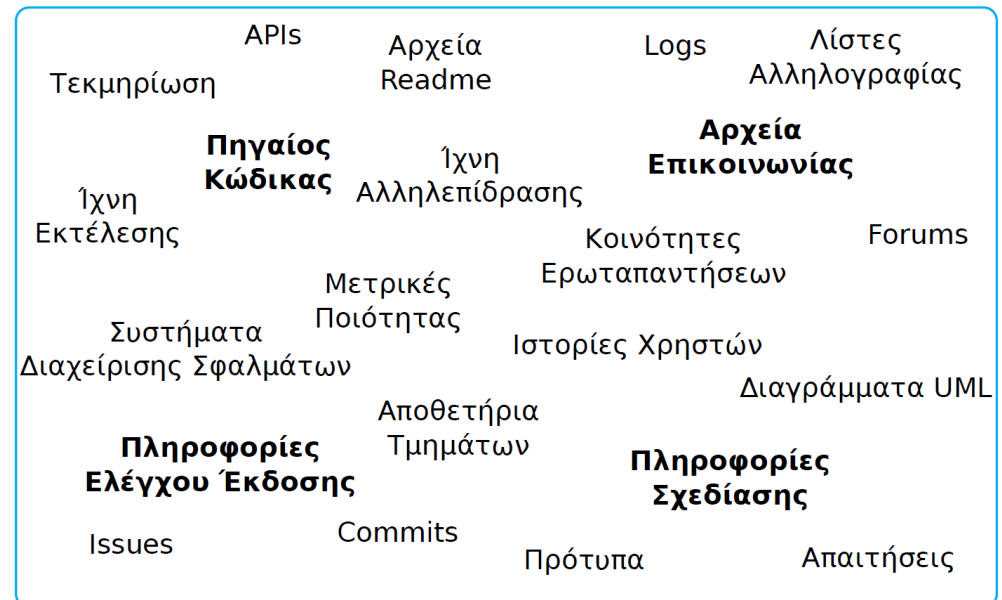 APIs
Αρχεία
Readme
Logs
Λίστες
Αλληλογραφίας
Τεκμηρίωση
Πηγαίος
Κώδικας
Ίχνη
Αλληλεπίδρασης
Αρχεία
Επικοινωνίας
Ίχνη
Εκτέλεσης
Κοινότητες
Ερωταπαντήσεων
Forums
Μετρικές
Ποιότητας
Συστήματα
Διαχείρισης Σφαλμάτων
Ιστορίες Χρηστών
Διαγράμματα UML
Αποθετήρια
Τμημάτων
Πληροφορίες
Ελέγχου Έκδοσης
Πληροφορίες
Σχεδίασης
Issues
Commits
Πρότυπα
Απαιτήσεις